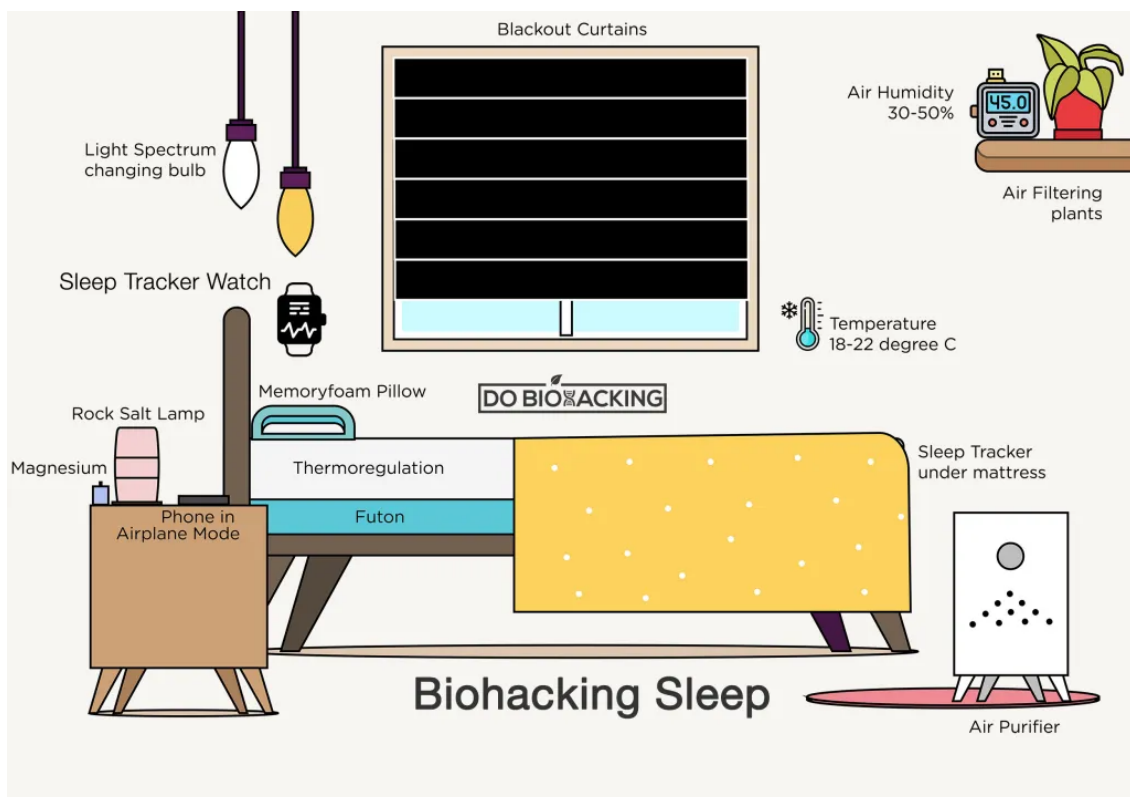 Blackout Curtains
Air Humidity
30-50%
45.0
Light Spectrum
changing bulb
Air Filtering
plants
Sleep Tracker Watch
Temperature
18-22 degree C
Memoryfoam Pillow
DO BIOHACKING
Rock Salt Lamp
Magnesium
Thermoregulation
Sleep Tracker
under mattress
Phone in
Airplane Mode
Futon
Biohacking Sleep
Air Purifier